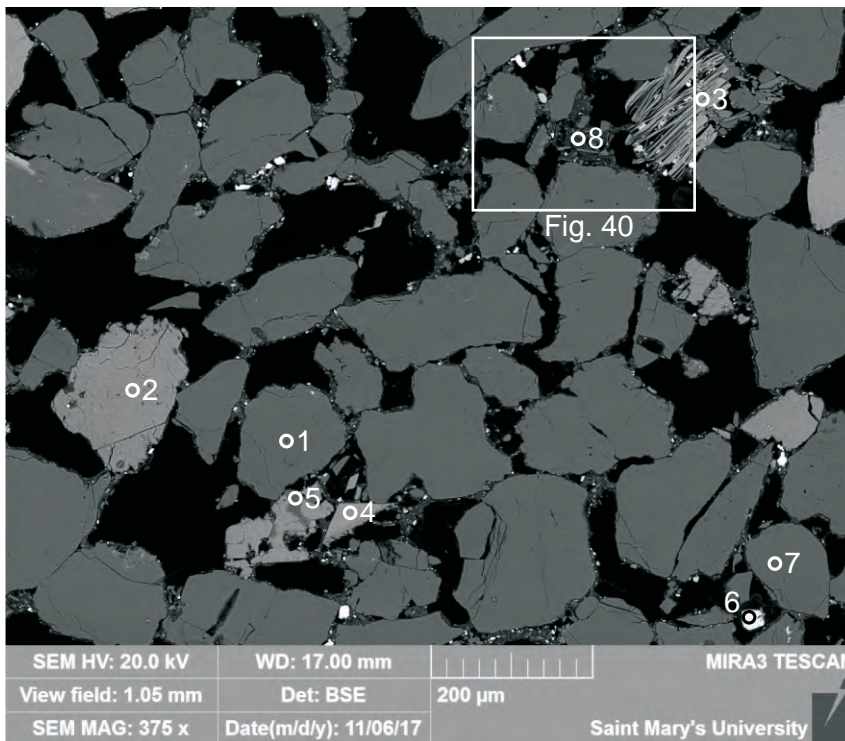 3
8
Fig. 40
2
1
5
4
7
6
SEM HV: 20.0 kV
WD: 17.00 mm
MIRA3 TESCAN
View field: 1.05 mm
Det: BSE
200 µm
SEM MAG: 375 x
Date(m/d/y): 11/06/17
Saint Mary's University